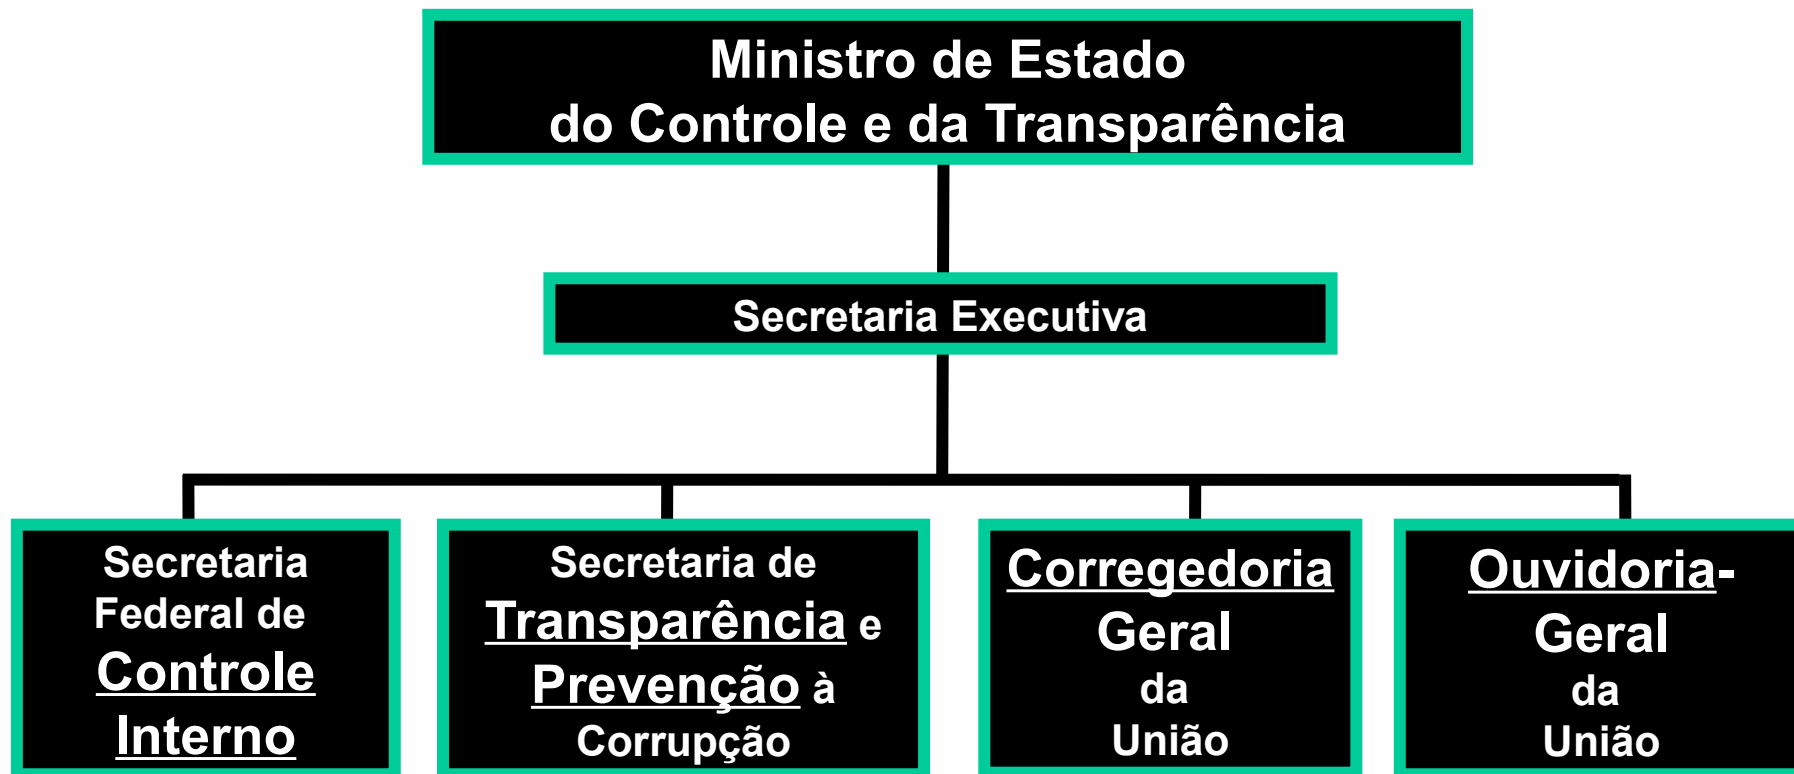 Ministro de Estado
do Controle e da Transparência
Secretaria Executiva
Secretaria
Federal de
Controle
Interno
Secretaria de
Transparência e
Prevenção à
Corrupção
Corregedoria
Geral
da
União
Ouvidoria-
Geral
da
União